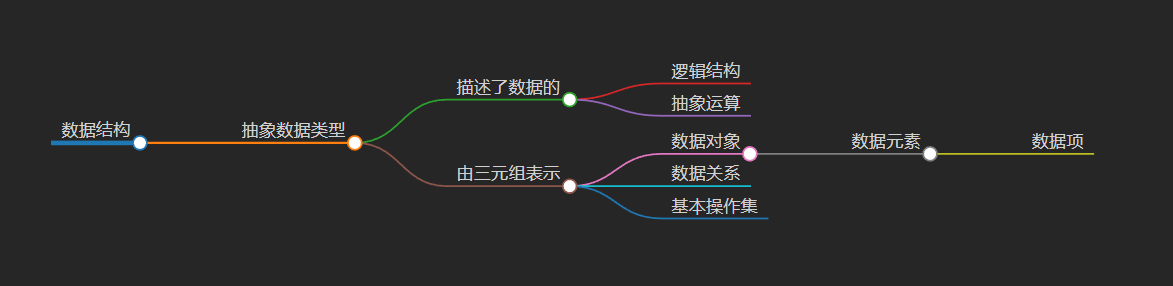 数据结构
抽象数据类型
描述了数据的
逻辑结构
抽象运算
由三元组表示
数据对象
数据元素
数据项
数据关系
基本操作集